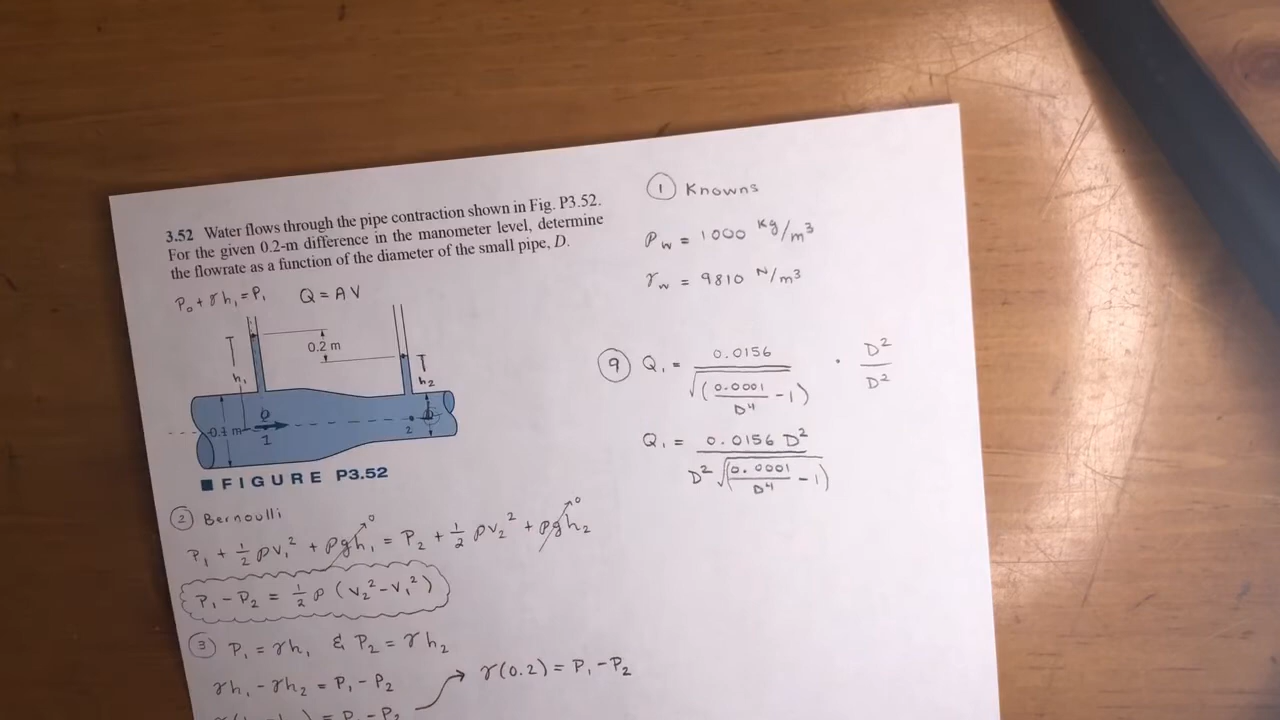 3.52 Water flows through the pipe contraction shown in Fig. P3.52.
For the given 0.2-m difference in the manometer level, determine
the flowrate as a function of the diameter of the small pipe, D.
P₀ + γh₁ = P₁ Q = AV
0.2 m
h₁
h₂
0.1 m
1
2
D
■ FIGURE P3.52
② Bernoulli
P₁ + ½ρV₁² + ρgh₁ →0 = P₂ + ½ρV₂² + ρgh₂ →0
P₁ - P₂ = ½ρ(V₂² - V₁²)
③ P₁ = γh₁ & P₂ = γh₂
γh₁ - γh₂ = P₁ - P₂ → γ(0.2) = P₁ - P₂
① Knowns
ρw = 1000 kg/m³
γw = 9810 N/m³
⑨ Q₁ = 0.0156 / √(0.0001/D⁴ - 1) · D²/D²
Q₁ = 0.0156 D² / D²√(0.0001/D⁴ - 1)